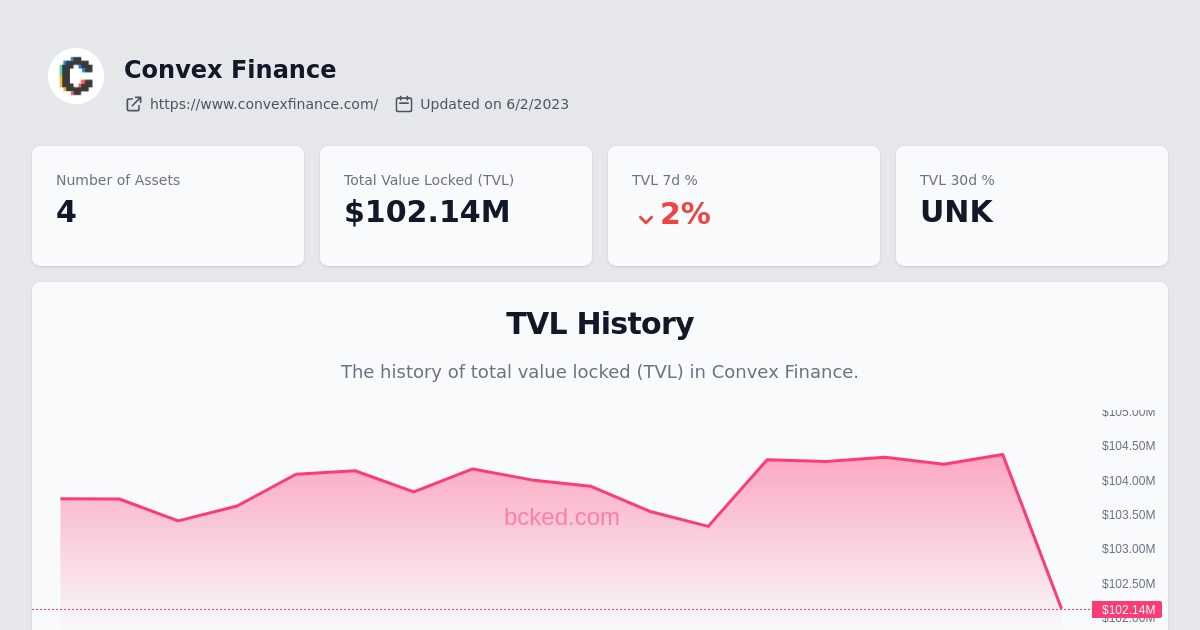 Convex Finance
https://www.convexfinance.com/ Updated on 6/2/2023
Number of Assets
4
Total Value Locked (TVL)
$102.14M
TVL 7d %
2%
TVL 30d %
UNK
TVL History
The history of total value locked (TVL) in Convex Finance.
$105.00M
$104.50M
$104.00M
$103.50M
bcked.com
$103.00M
$102.50M
$102.14M
$102.00M